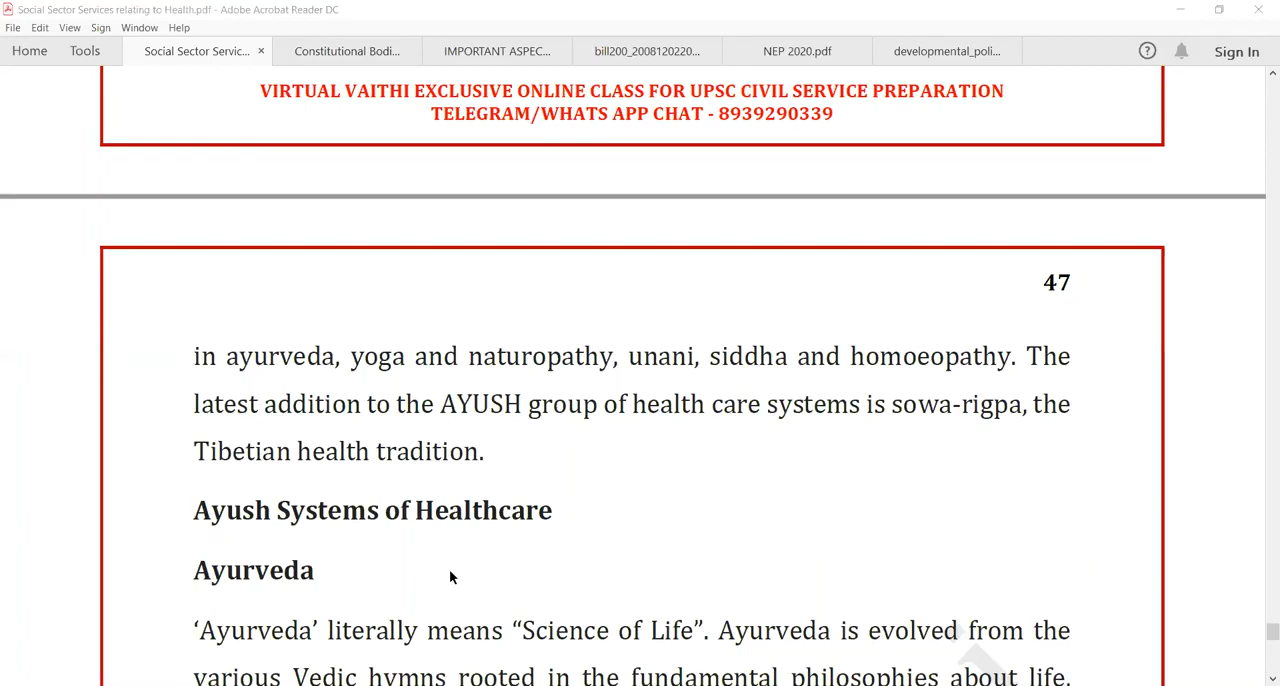 Social Sector Services relating to Health.pdf - Adobe Acrobat Reader DC
File Edit View Sign Window Help
Home Tools Social Sector Servic... × Constitutional Bodi... IMPORTANT ASPEC... bill200_2008120220... NEP 2020.pdf developmental_poli... ? Sign In
VIRTUAL VAITHI EXCLUSIVE ONLINE CLASS FOR UPSC CIVIL SERVICE PREPARATION
TELEGRAM/WHATS APP CHAT - 8939290339
47
in ayurveda, yoga and naturopathy, unani, siddha and homoeopathy. The
latest addition to the AYUSH group of health care systems is sowa-rigpa, the
Tibetian health tradition.
Ayush Systems of Healthcare
Ayurveda
‘Ayurveda’ literally means “Science of Life”. Ayurveda is evolved from the
various Vedic hymns rooted in the fundamental philosophies about life,